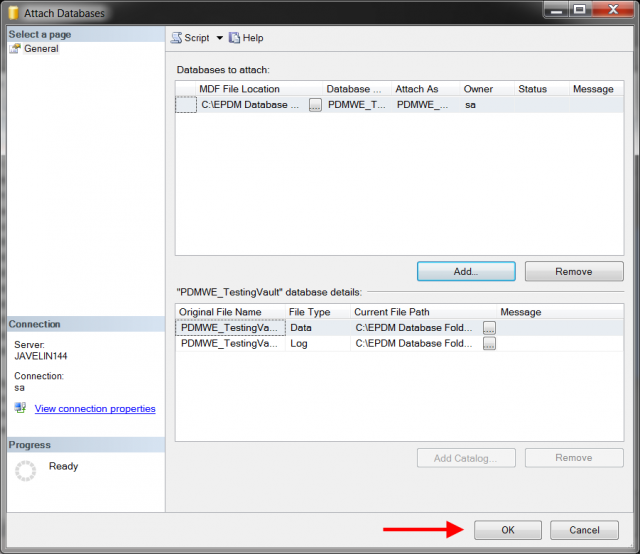 Attach Databases
Select a page
General
Script Help
Databases to attach:
MDF File Location Database ... Attach As Owner Status Message
C:\EPDM Database ... ... PDMWE_T... PDMWE_... sa
Add... Remove
"PDMWE_TestingVault" database details:
Original File Name File Type Current File Path Message
PDMWE_TestingVa... Data C:\EPDM Database Fold... ...
PDMWE_TestingVa... Log C:\EPDM Database Fold... ...
Add Catalog... Remove
Connection
Server:
JAVELIN144
Connection:
sa
View connection properties
Progress
Ready
OK Cancel